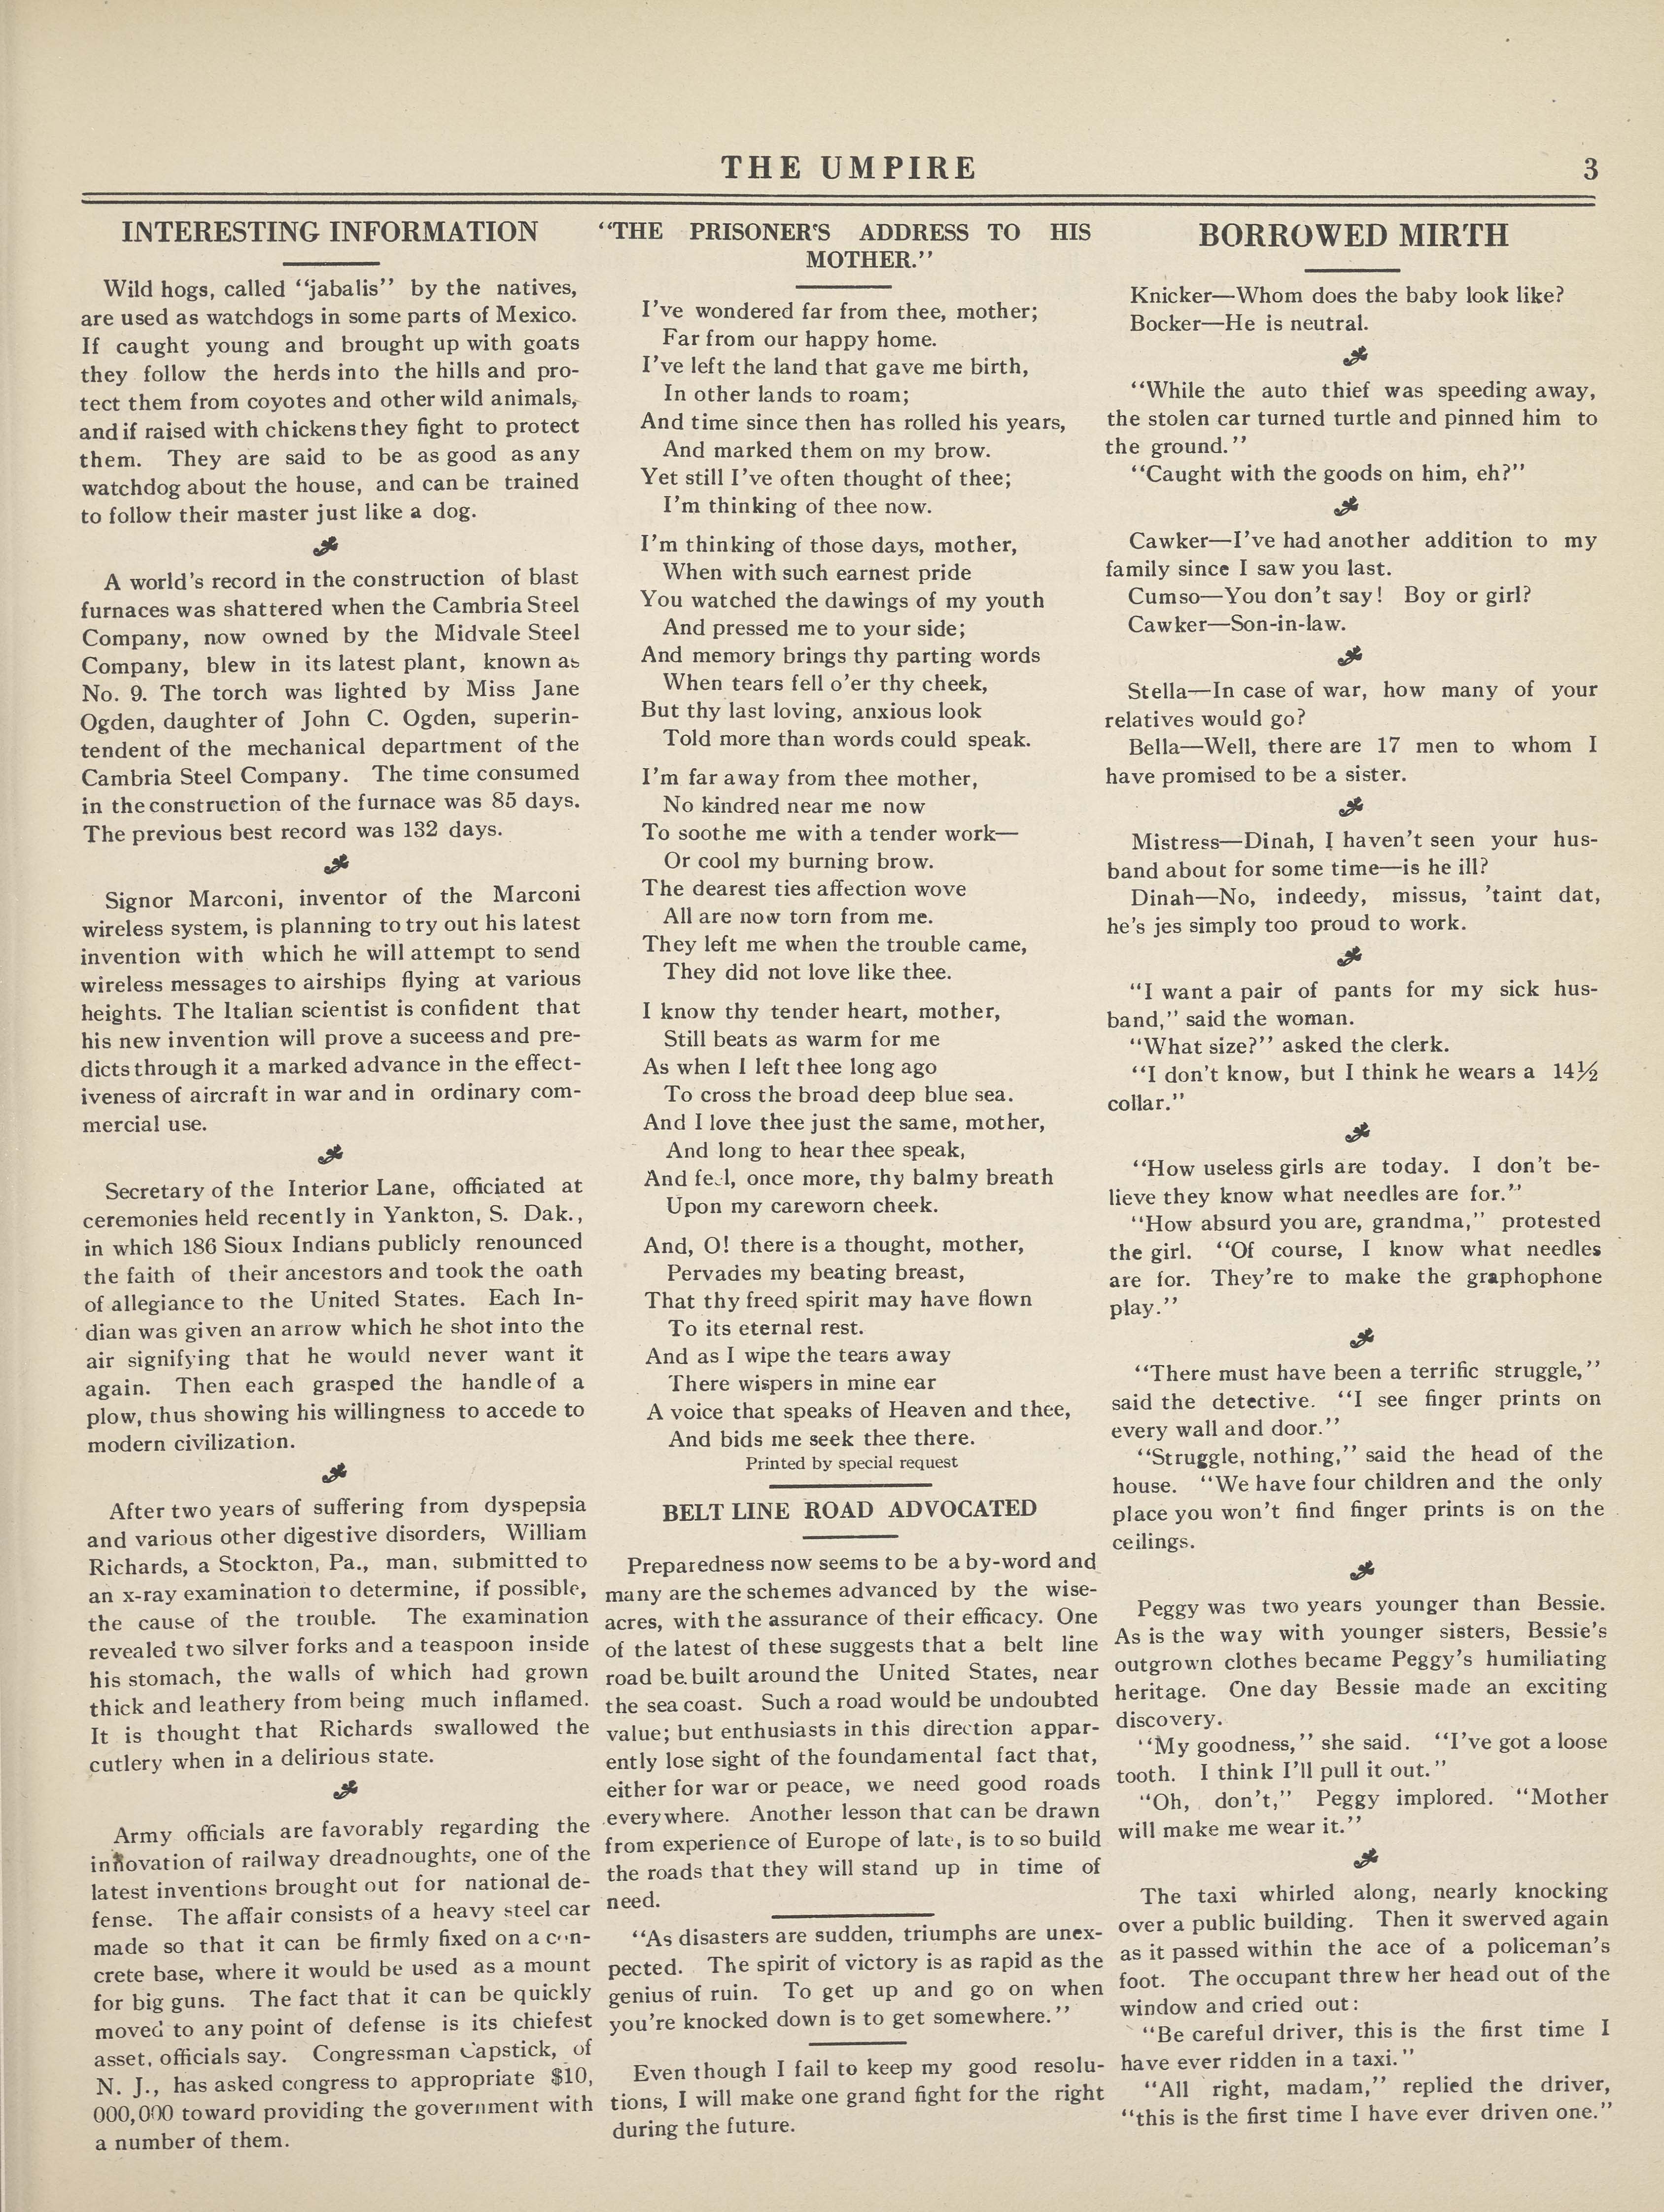 THE UMPIRE
3
INTERESTING INFORMATION
Wild hogs, called "jabalis" by the natives,
are used as watchdogs in some parts of Mexico.
If caught young and brought up with goats
they follow the herds into the hills and pro-
tect them from coyotes and other wild animals,
and if raised with chickens they fight to protect
them. They are said to be as good as any
watchdog about the house, and can be trained
to follow their master just like a dog.
A world's record in the construction of blast
furnaces was shattered when the Cambria Steel
Company, now owned by the Midvale Steel
Company, blew in its latest plant, known as
No. 9. The torch was lighted by Miss Jane
Ogden, daughter of John C. Ogden, superin-
tendent of the mechanical department of the
Cambria Steel Company. The time consumed
in the construction of the furnace was 85 days.
The previous best record was 132 days.
Signor Marconi, inventor of the Marconi
wireless system, is planning to try out his latest
invention with which he will attempt to send
wireless messages to airships flying at various
heights. The Italian scientist is confident that
his new invention will prove a suceess and pre-
dicts through it a marked advance in the effect-
iveness of aircraft in war and in ordinary com-
mercial use.
Secretary of the Interior Lane, officiated at
ceremonies held recently in Yankton, S. Dak.,
in which 186 Sioux Indians publicly renounced
the faith of their ancestors and took the oath
of allegiance to the United States. Each In-
dian was given an arrow which he shot into the
air signifying that he would never want it
again. Then each grasped the handle of a
plow, thus showing his willingness to accede to
modern civilization.
After two years of suffering from dyspepsia
and various other digestive disorders, William
Richards, a Stockton, Pa., man, submitted to
an x-ray examination to determine, if possible,
the cause of the trouble. The examination
revealed two silver forks and a teaspoon inside
his stomach, the walls of which had grown
thick and leathery from being much inflamed.
It is thought that Richards swallowed the
cutlery when in a delirious state.
Army officials are favorably regarding the
innovation of railway dreadnoughts, one of the
latest inventions brought out for national de-
fense. The affair consists of a heavy steel car
made so that it can be firmly fixed on a con-
crete base, where it would be used as a mount
for big guns. The fact that it can be quickly
moved to any point of defense is its chiefest
asset, officials say. Congressman Capstick, of
N. J., has asked congress to appropriate $10,
000,000 toward providing the government with
a number of them.
"THE PRISONER'S ADDRESS TO HIS
MOTHER."
I've wondered far from thee, mother;
Far from our happy home.
I've left the land that gave me birth,
In other lands to roam;
And time since then has rolled his years,
And marked them on my brow.
Yet still I've often thought of thee;
I'm thinking of thee now.
I'm thinking of those days, mother,
When with such earnest pride
You watched the dawings of my youth
And pressed me to your side;
And memory brings thy parting words
When tears fell o'er thy cheek,
But thy last loving, anxious look
Told more than words could speak.
I'm far away from thee mother,
No kindred near me now
To soothe me with a tender work—
Or cool my burning brow.
The dearest ties affection wove
All are now torn from me.
They left me when the trouble came,
They did not love like thee.
I know thy tender heart, mother,
Still beats as warm for me
As when I left thee long ago
To cross the broad deep blue sea.
And I love thee just the same, mother,
And long to hear thee speak,
And feel, once more, thy balmy breath
Upon my careworn cheek.
And, O! there is a thought, mother,
Pervades my beating breast,
That thy freed spirit may have flown
To its eternal rest.
And as I wipe the tears away
There wispers in mine ear
A voice that speaks of Heaven and thee,
And bids me seek thee there.
Printed by special request
BELT LINE ROAD ADVOCATED
Preparedness now seems to be a by-word and
many are the schemes advanced by the wise-
acres, with the assurance of their efficacy. One
of the latest of these suggests that a belt line
road be built around the United States, near
the sea coast. Such a road would be undoubted
value; but enthusiasts in this direction appar-
ently lose sight of the foundamental fact that,
either for war or peace, we need good roads
everywhere. Another lesson that can be drawn
from experience of Europe of late, is to so build
the roads that they will stand up in time of
need.
"As disasters are sudden, triumphs are unex-
pected. The spirit of victory is as rapid as the
genius of ruin. To get up and go on when
you're knocked down is to get somewhere."
Even though I fail to keep my good resolu-
tions, I will make one grand fight for the right
during the future.
BORROWED MIRTH
Knicker—Whom does the baby look like?
Bocker—He is neutral.
"While the auto thief was speeding away,
the stolen car turned turtle and pinned him to
the ground."
"Caught with the goods on him, eh?"
Cawker—I've had another addition to my
family since I saw you last.
Cumso—You don't say! Boy or girl?
Cawker—Son-in-law.
Stella—In case of war, how many of your
relatives would go?
Bella—Well, there are 17 men to whom I
have promised to be a sister.
Mistress—Dinah, I haven't seen your hus-
band about for some time—is he ill?
Dinah—No, indeedy, missus, 'taint dat,
he's jes simply too proud to work.
"I want a pair of pants for my sick hus-
band," said the woman.
"What size?" asked the clerk.
"I don't know, but I think he wears a 14½
collar."
"How useless girls are today. I don't be-
lieve they know what needles are for."
"How absurd you are, grandma," protested
the girl. "Of course, I know what needles
are for. They're to make the graphophone
play."
"There must have been a terrific struggle,"
said the detective. "I see finger prints on
every wall and door."
"Struggle, nothing," said the head of the
house. "We have four children and the only
place you won't find finger prints is on the
ceilings.
Peggy was two years younger than Bessie.
As is the way with younger sisters, Bessie's
outgrown clothes became Peggy's humiliating
heritage. One day Bessie made an exciting
discovery.
"My goodness," she said. "I've got a loose
tooth. I think I'll pull it out."
"Oh, don't," Peggy implored. "Mother
will make me wear it."
The taxi whirled along, nearly knocking
over a public building. Then it swerved again
as it passed within the ace of a policeman's
foot. The occupant threw her head out of the
window and cried out:
"Be careful driver, this is the first time I
have ever ridden in a taxi."
"All right, madam," replied the driver,
"this is the first time I have ever driven one."